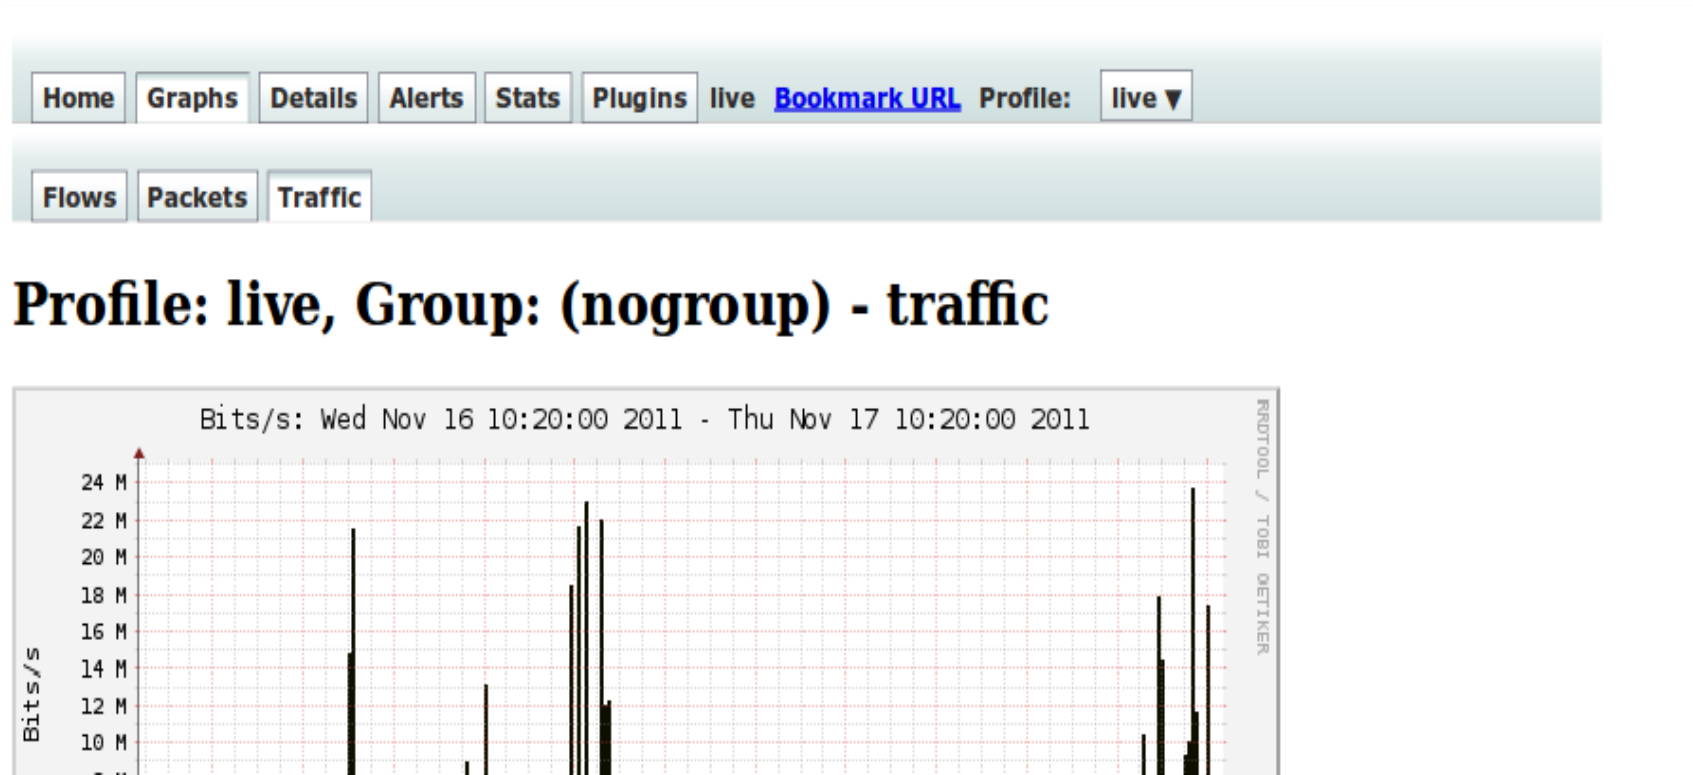 Home Graphs Details Alerts Stats Plugins live Bookmark URL Profile: live ▼
Flows Packets Traffic
Profile: live, Group: (nogroup) - traffic
Bits/s: Wed Nov 16 10:20:00 2011 - Thu Nov 17 10:20:00 2011
RRDTOOL / TOBI OETIKER
24 M
22 M
20 M
18 M
16 M
14 M
12 M
10 M
Bits/s